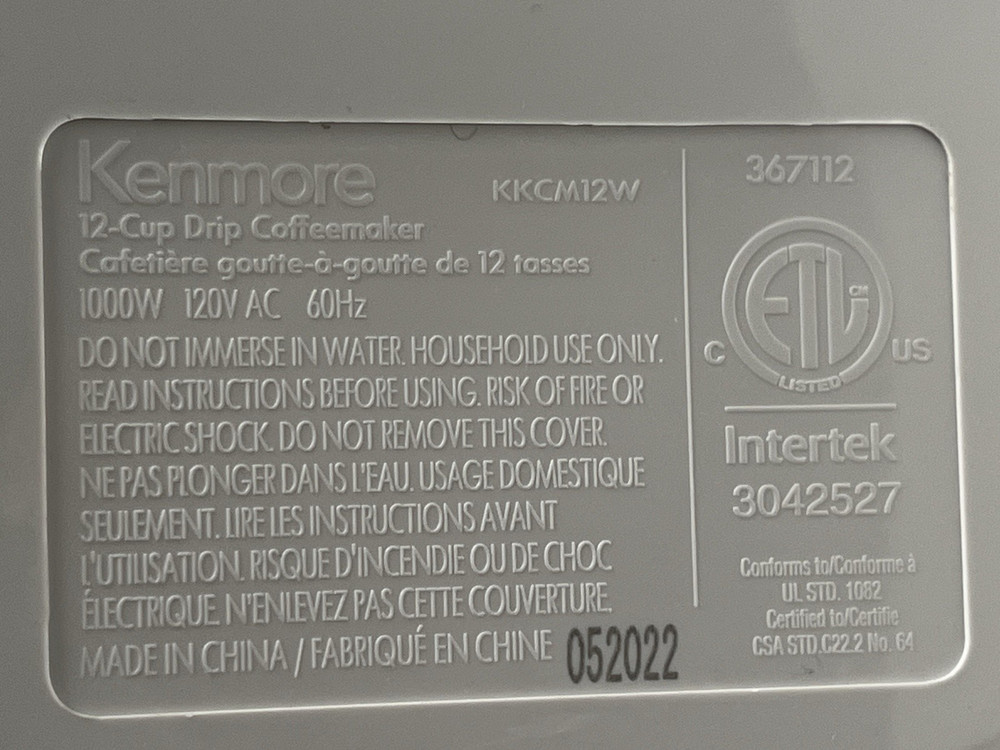 Kenmore KKCM12W
12-Cup Drip Coffeemaker
Cafetière goutte-à-goutte de 12 tasses
1000W 120V AC 60Hz
DO NOT IMMERSE IN WATER. HOUSEHOLD USE ONLY.
READ INSTRUCTIONS BEFORE USING. RISK OF FIRE OR
ELECTRIC SHOCK. DO NOT REMOVE THIS COVER.
NE PAS PLONGER DANS L'EAU. USAGE DOMESTIQUE
SEULEMENT. LIRE LES INSTRUCTIONS AVANT
L'UTILISATION. RISQUE D'INCENDIE OU DE CHOC
ÉLECTRIQUE. N'ENLEVEZ PAS CETTE COUVERTURE.
MADE IN CHINA / FABRIQUÉ EN CHINE 052022
367112
ETL CM
C US
LISTED
Intertek
3042527
Conforms to/Conforme à
UL STD. 1082
Certified to/Certifie
CSA STD.C22.2 No. 64